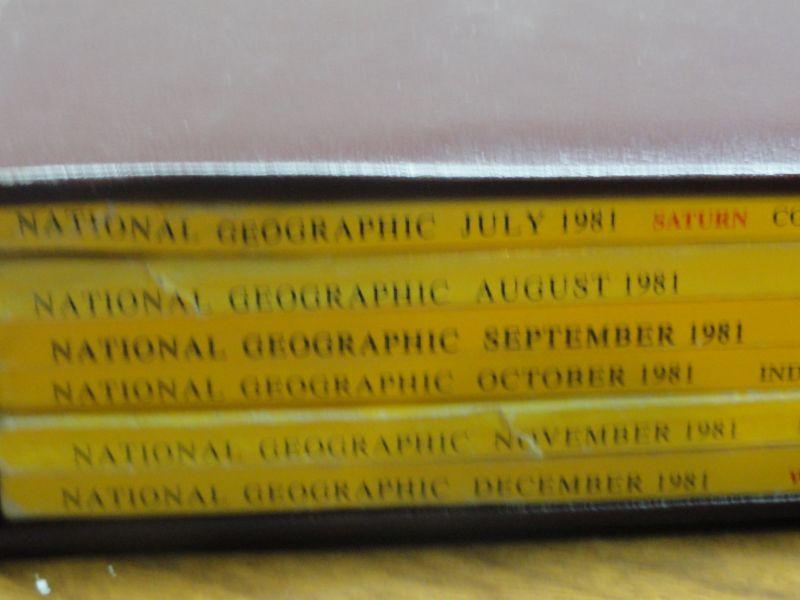 NATIONAL GEOGRAPHIC JULY 1981 SATURN
NATIONAL GEOGRAPHIC AUGUST 1981
NATIONAL GEOGRAPHIC SEPTEMBER 1981
NATIONAL GEOGRAPHIC OCTOBER 1981 IND
NATIONAL GEOGRAPHIC NOVEMBER 1981
NATIONAL GEOGRAPHIC DECEMBER 1981